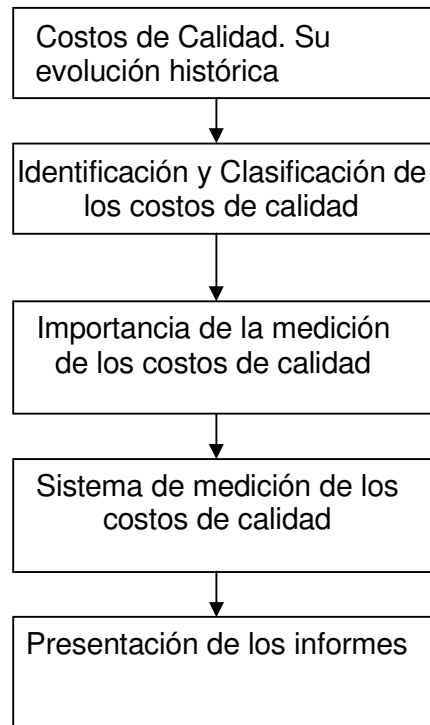 Costos de Calidad. Su
evolución histórica
Identificación y Clasificación de
los costos de calidad
Importancia de la medición
de los costos de calidad
Sistema de medición de los
costos de calidad
Presentación de los informes